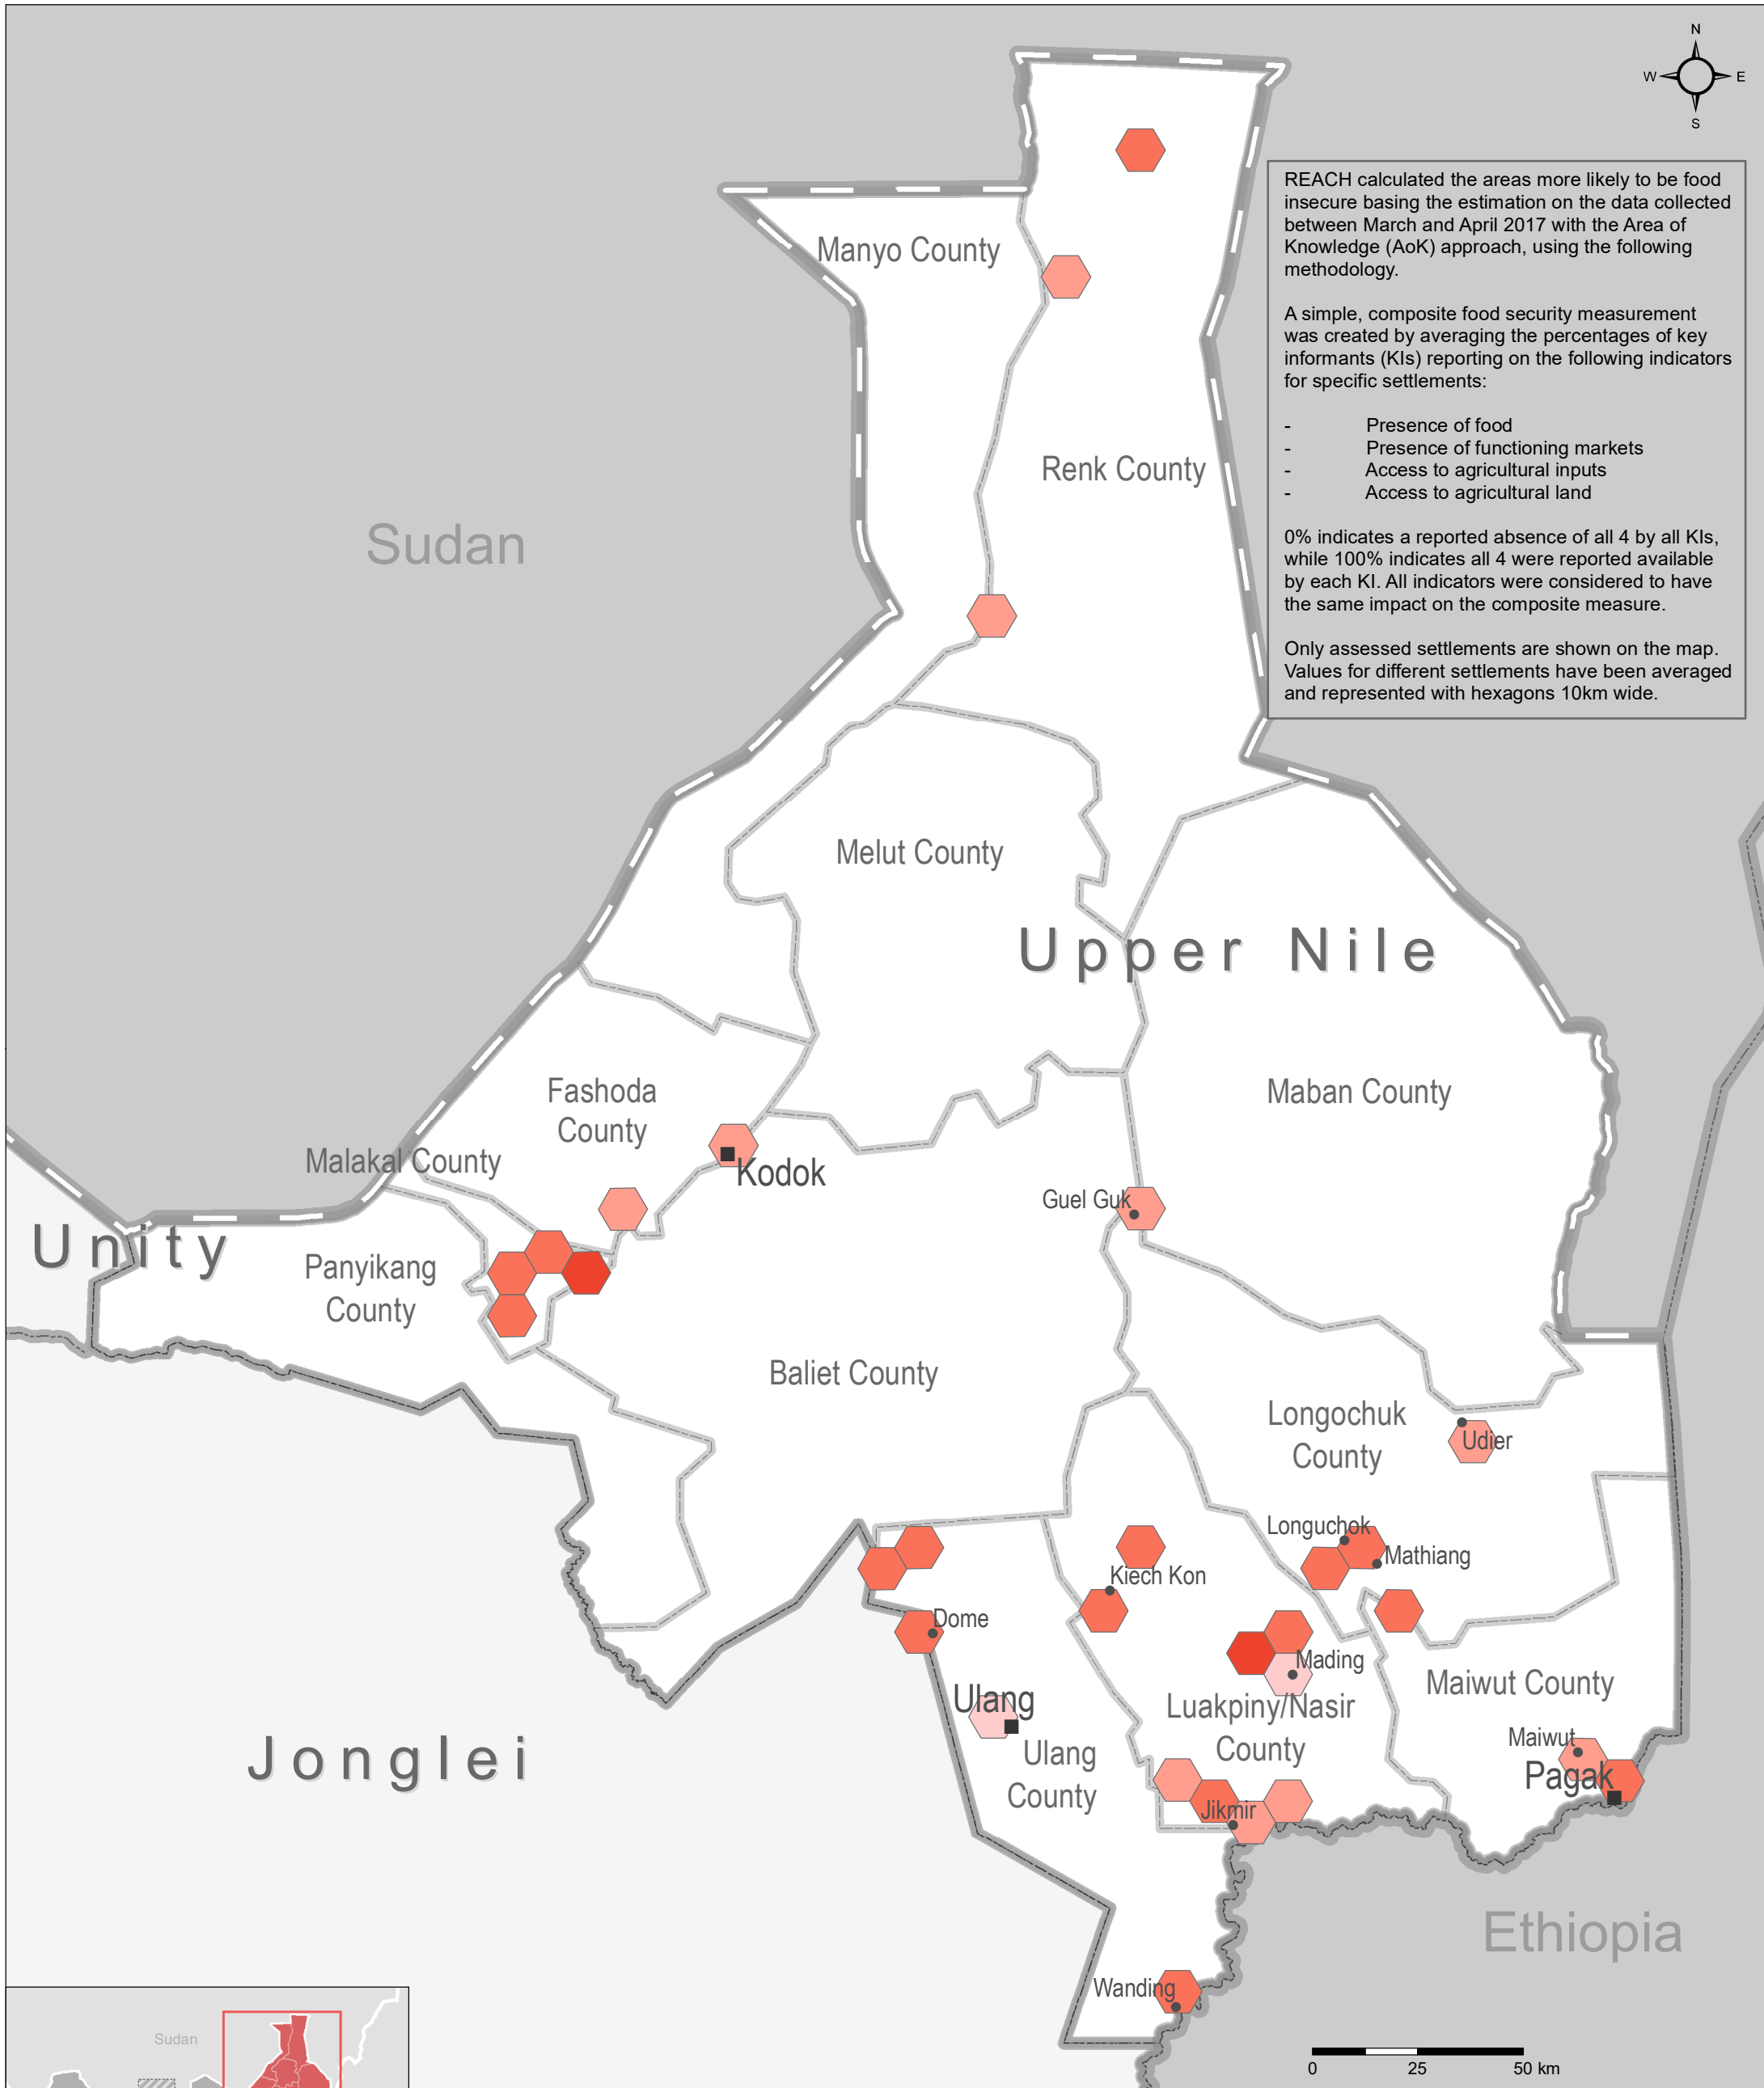 N
W
E
S
REACH calculated the areas more likely to be food
insecure basing the estimation on the data collected
between March and April 2017 with the Area of
Knowledge (AoK) approach, using the following
methodology.
A simple, composite food security measurement
was created by averaging the percentages of key
informants (KIs) reporting on the following indicators
for specific settlements:
- Presence of food
- Presence of functioning markets
- Access to agricultural inputs
- Access to agricultural land
0% indicates a reported absence of all 4 by all KIs,
while 100% indicates all 4 were reported available
by each KI. All indicators were considered to have
the same impact on the composite measure.
Only assessed settlements are shown on the map.
Values for different settlements have been averaged
and represented with hexagons 10km wide.
Manyo County
Renk County
Sudan
Melut County
Upper Nile
Fashoda
County
Maban County
Malakal County
Kodok
Guel Guk
Unity
Panyikang
County
Baliet County
Longochuk
County
Udier
Longuchok
Mathiang
Kiech Kon
Dome
Mading
Maiwut County
Ulang
Luakpiny/Nasir
County
Ulang
County
Maiwut
Pagak
Jonglei
Jikmir
Ethiopia
Wanding
Sudan
0 25 50 km